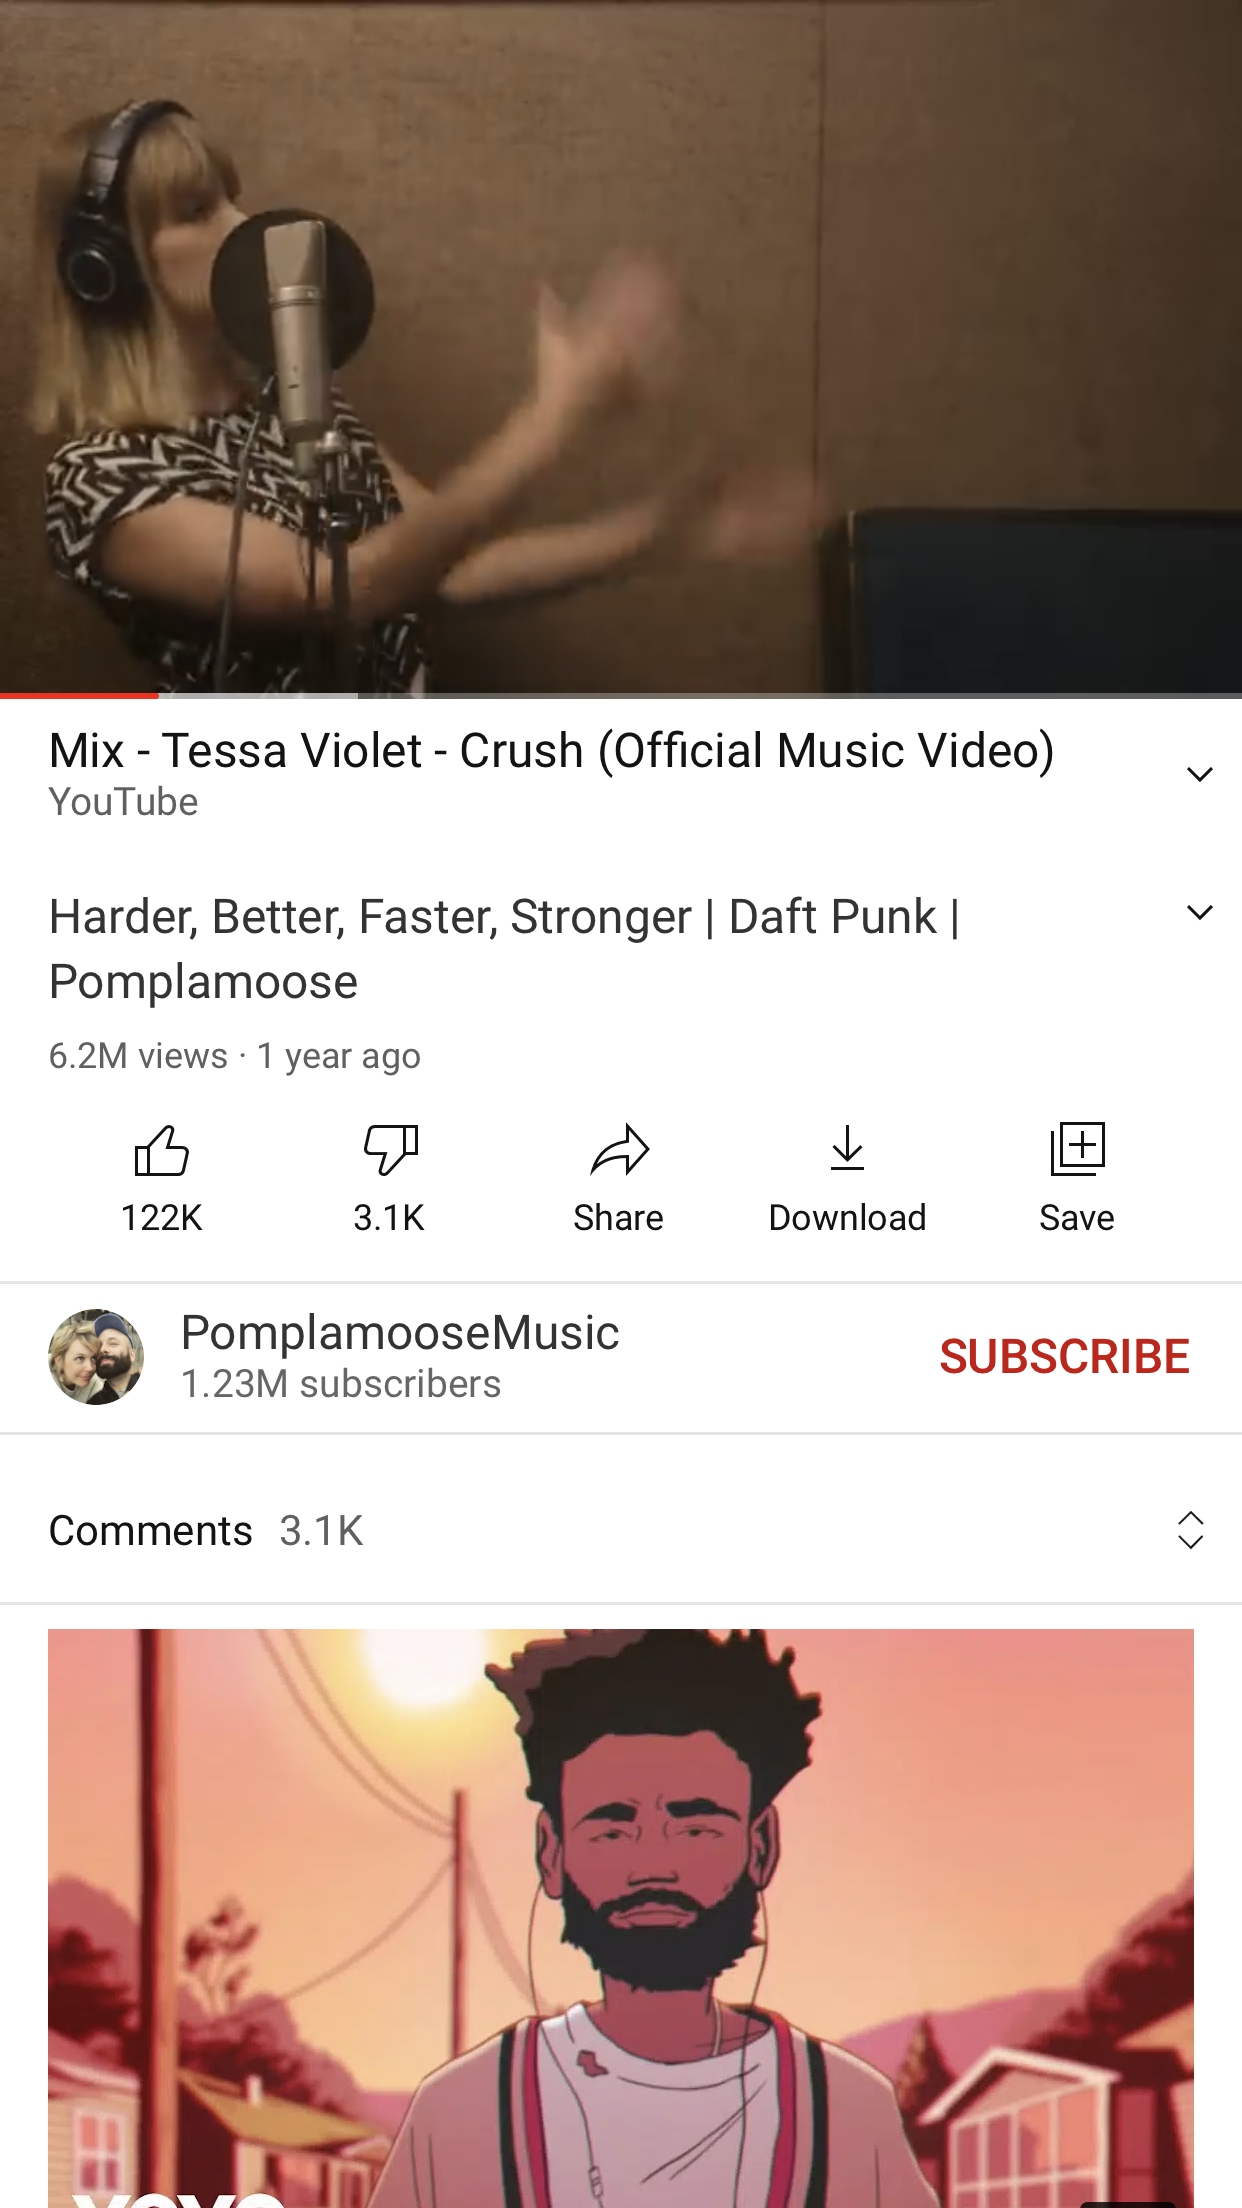 Mix - Tessa Violet - Crush (Official Music Video)
YouTube
Harder, Better, Faster, Stronger | Daft Punk |
Pomplamoose
6.2M views · 1 year ago
122K
3.1K
Share
Download
Save
PomplamooseMusic
1.23M subscribers
SUBSCRIBE
Comments 3.1K
vevo